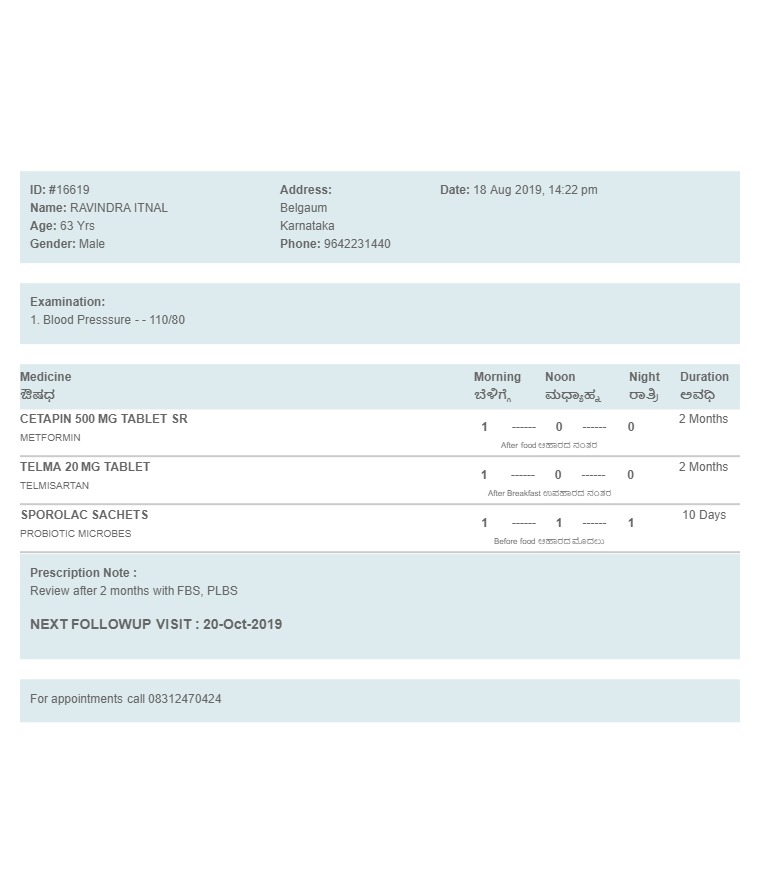 ID: #16619
Name: RAVINDRA ITNAL
Age: 63 Yrs
Gender: Male
Address:
Belgaum
Karnataka
Phone: 9642231440
Date: 18 Aug 2019, 14:22 pm
Examination:
1. Blood Presssure - - 110/80
Medicine Morning Noon Night Duration
ಔಷಧ ಬೆಳಿಗ್ಗೆ ಮಧ್ಯಾಹ್ನ ರಾತ್ರಿ ಅವಧಿ
CETAPIN 500 MG TABLET SR 1 ------ 0 ------ 0 2 Months
METFORMIN After food ಆಹಾರದ ನಂತರ
TELMA 20 MG TABLET 1 ------ 0 ------ 0 2 Months
TELMISARTAN After Breakfast ಉಪಹಾರದ ನಂತರ
SPOROLAC SACHETS 1 ------ 1 ------ 1 10 Days
PROBIOTIC MICROBES Before food ಆಹಾರದ ಮೊದಲು
Prescription Note :
Review after 2 months with FBS, PLBS
NEXT FOLLOWUP VISIT : 20-Oct-2019
For appointments call 08312470424